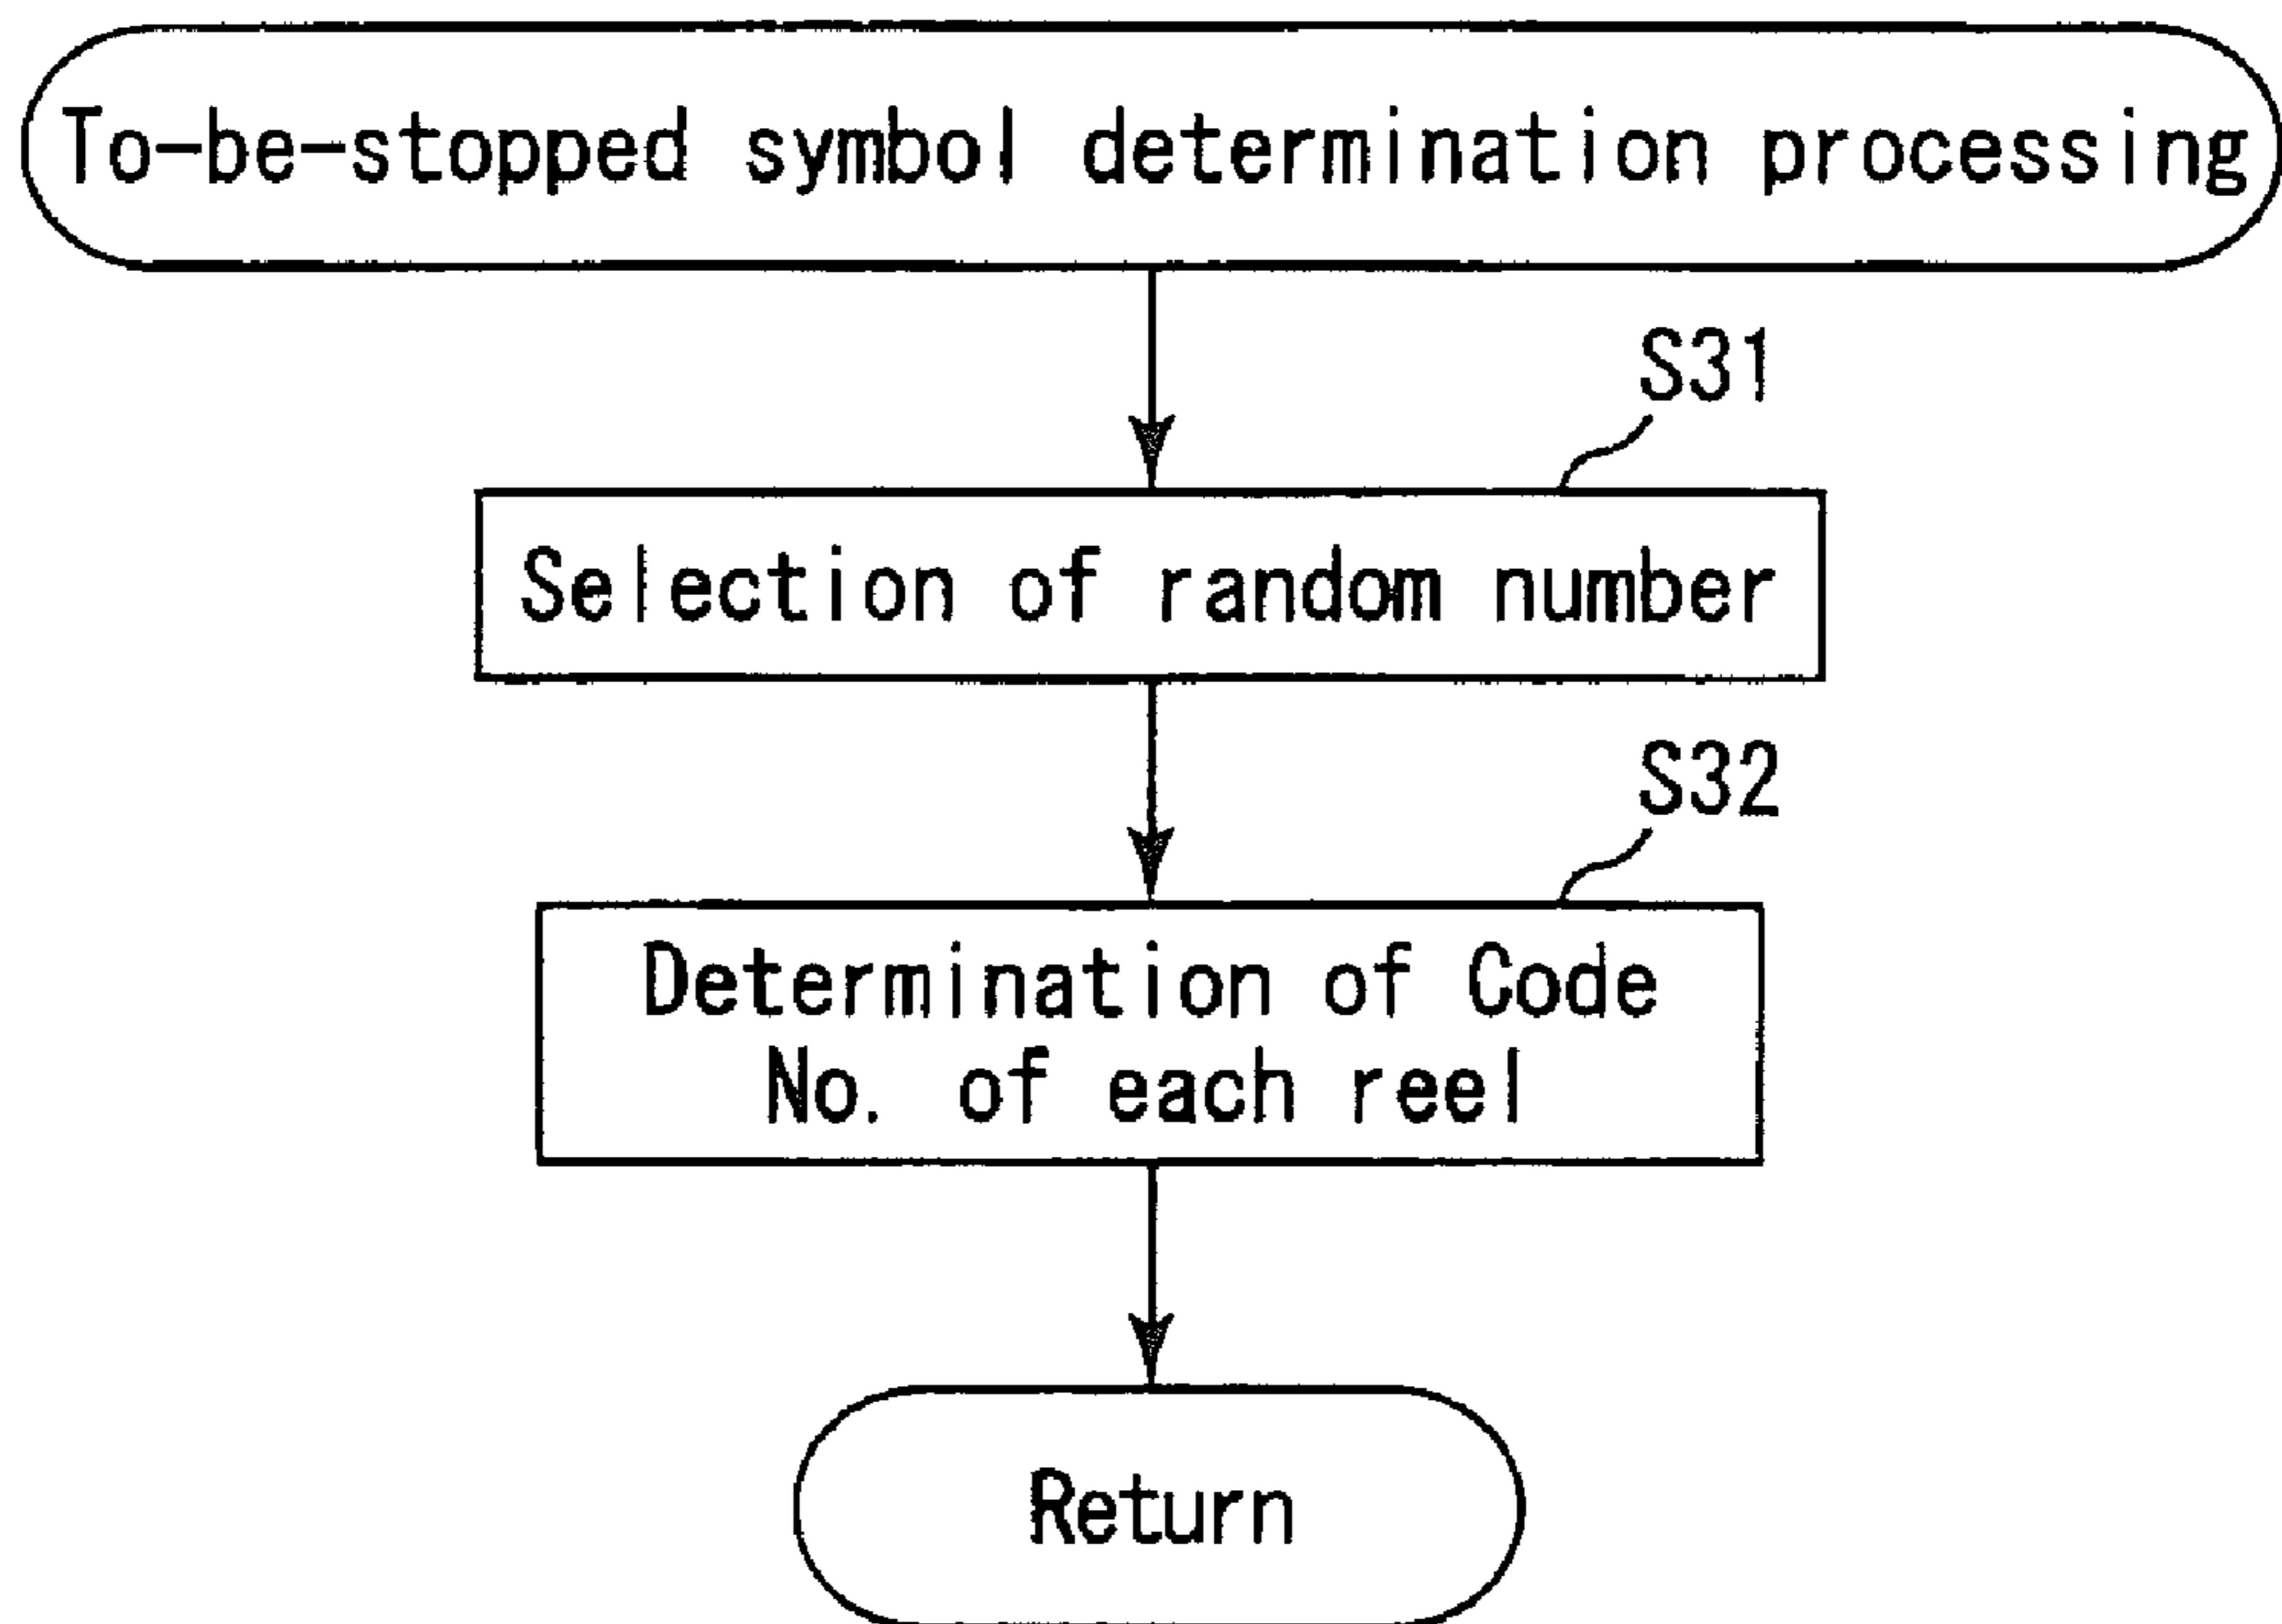 To-be-stopped symbol determination processing
S31
Selection of random number
S32
Determination of Code
No. of each reel
Return